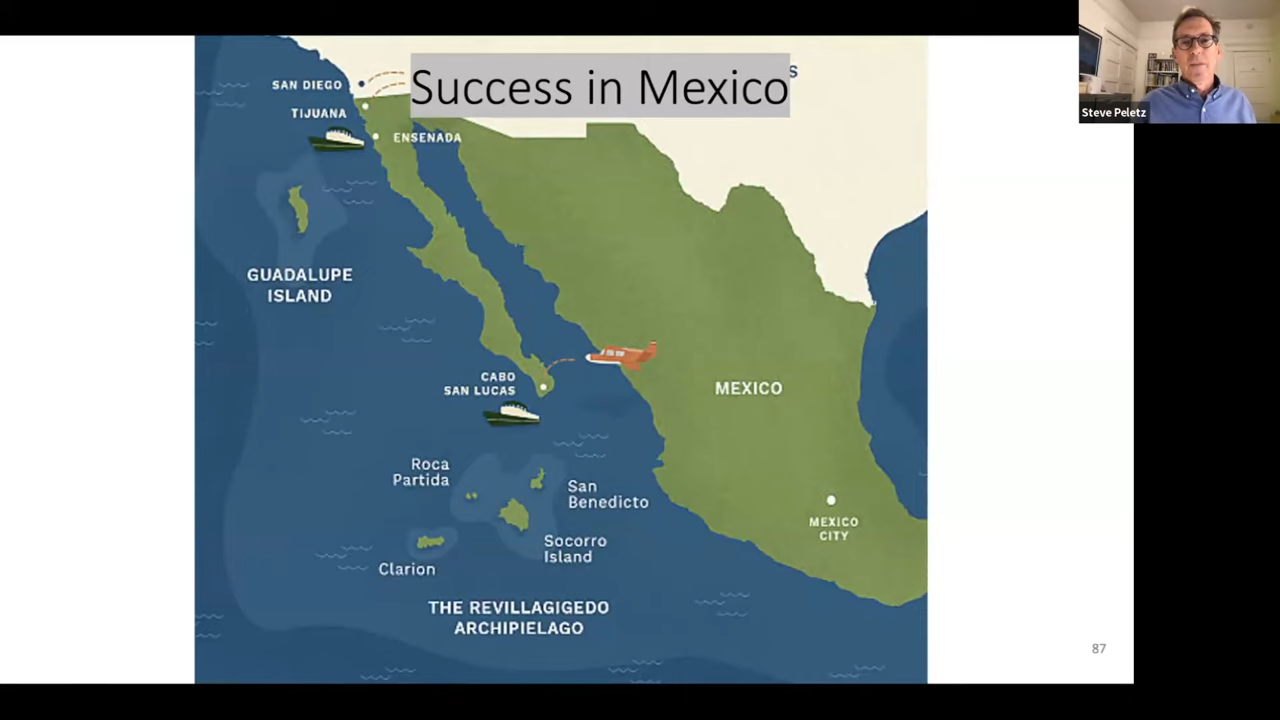 Success in Mexico
S
SAN DIEGO
TIJUANA
ENSENADA
GUADALUPE
ISLAND
CABO
SAN LUCAS
MEXICO
Roca
Partida
San
Benedicto
MEXICO
CITY
Socorro
Island
Clarion
THE REVILLAGIGEDO
ARCHIPIELAGO
87
Steve Peletz